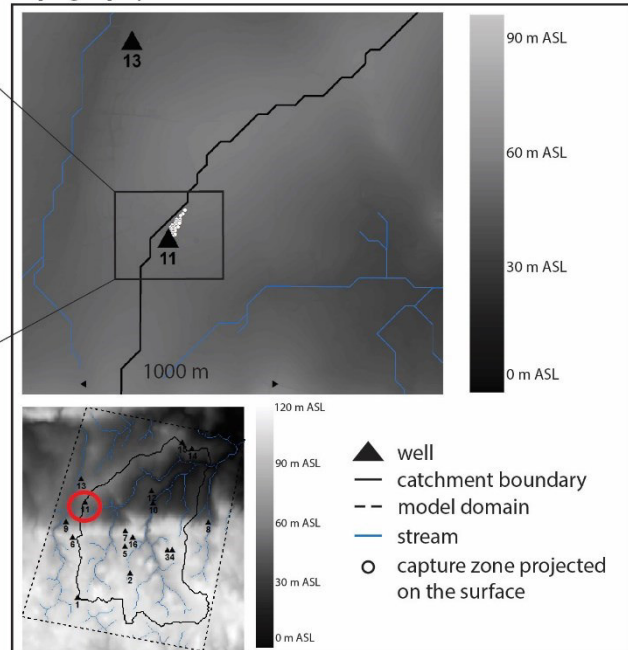 13
90 m ASL
60 m ASL
11
30 m ASL
1000 m
0 m ASL
120 m ASL
14
90 m ASL
13
11
10
60 m ASL
9
8
7
6
16
5
34
30 m ASL
2
1
0 m ASL
well
catchment boundary
model domain
stream
capture zone projected
on the surface